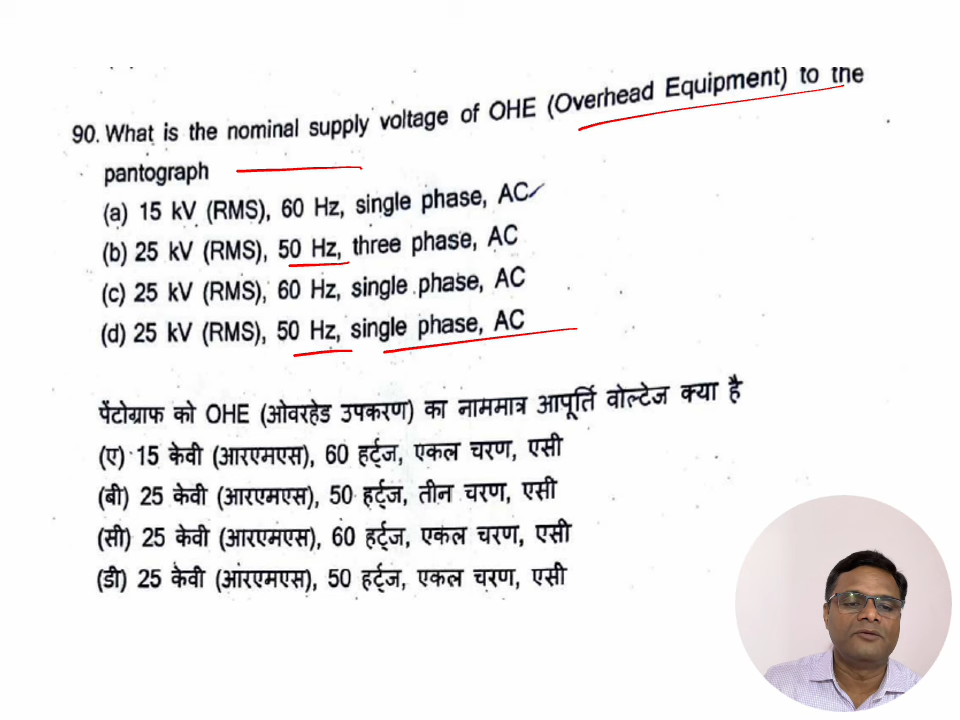 90. What is the nominal supply voltage of OHE (Overhead Equipment) to the
pantograph
(a) 15 kV (RMS), 60 Hz, single phase, AC
(b) 25 kV (RMS), 50 Hz, three phase, AC
(c) 25 kV (RMS), 60 Hz, single phase, AC
(d) 25 kV (RMS), 50 Hz, single phase, AC
पेंटोग्राफ को OHE (ओवरहेड उपकरण) का नाममात्र आपूर्ति वोल्टेज क्या है
(ए) 15 केवी (आरएमएस), 60 हर्ट्ज, एकल चरण, एसी
(बी) 25 केवी (आरएमएस), 50 हर्ट्ज, तीन चरण, एसी
(सी) 25 केवी (आरएमएस), 60 हर्ट्ज, एकल चरण, एसी
(डी) 25 केवी (आरएमएस), 50 हर्ट्ज, एकल चरण, एसी